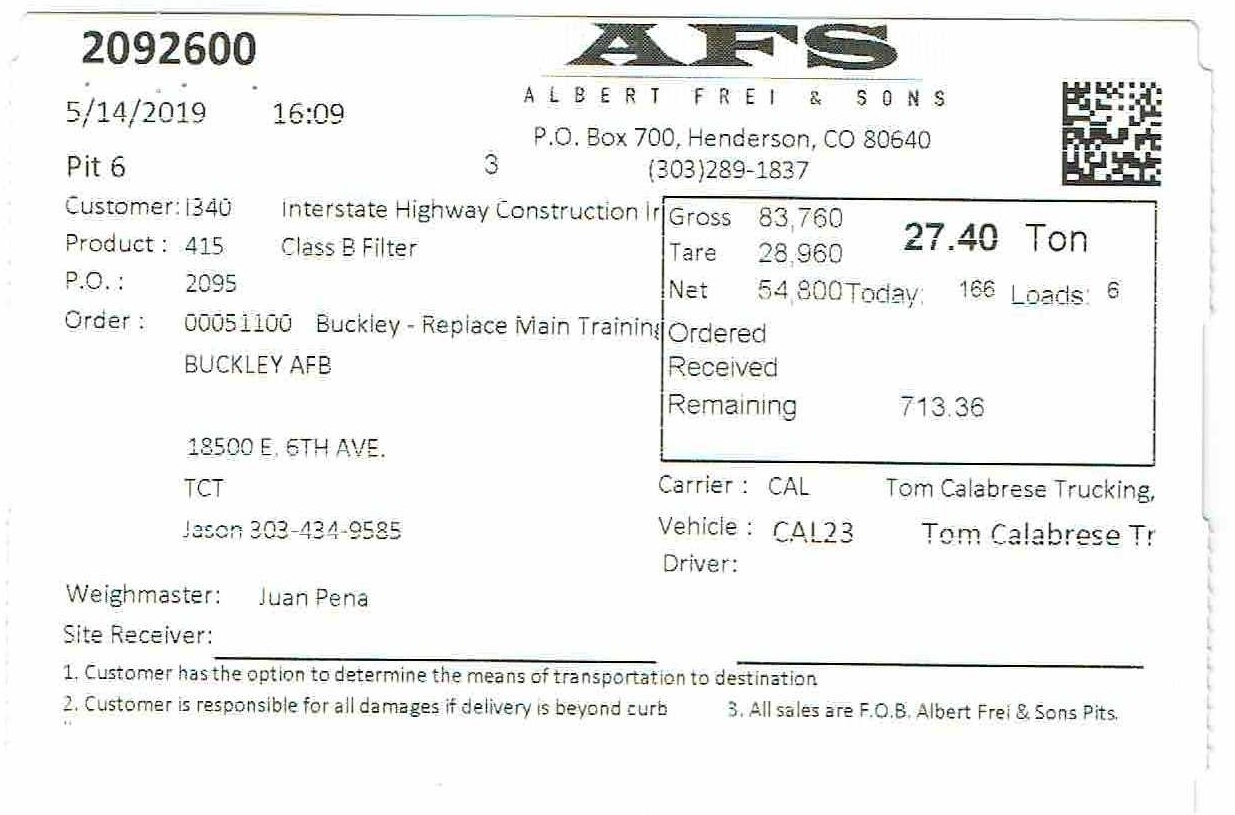 2092600
AFS
ALBERT FREI & SONS
5/14/2019 16:09
P.O. Box 700, Henderson, CO 80640
Pit 6 3 (303)289-1837
Customer: I340 Interstate Highway Construction Ir
Product : 415 Class B Filter
P.O. : 2095
Order : 00051100 Buckley - Replace Main Training
BUCKLEY AFB
18500 E. 6TH AVE.
TCT
Jason 303-434-9585
Gross 83,760 27.40 Ton
Tare 28,960
Net 54,800 Today: 166 Loads: 6
Ordered
Received
Remaining 713.36
Carrier : CAL Tom Calabrese Trucking,
Vehicle : CAL23 Tom Calabrese Tr
Driver:
Weighmaster: Juan Pena
Site Receiver:
1. Customer has the option to determine the means of transportation to destination
2. Customer is responsible for all damages if delivery is beyond curb 3. All sales are F.O.B. Albert Frei & Sons Pits.